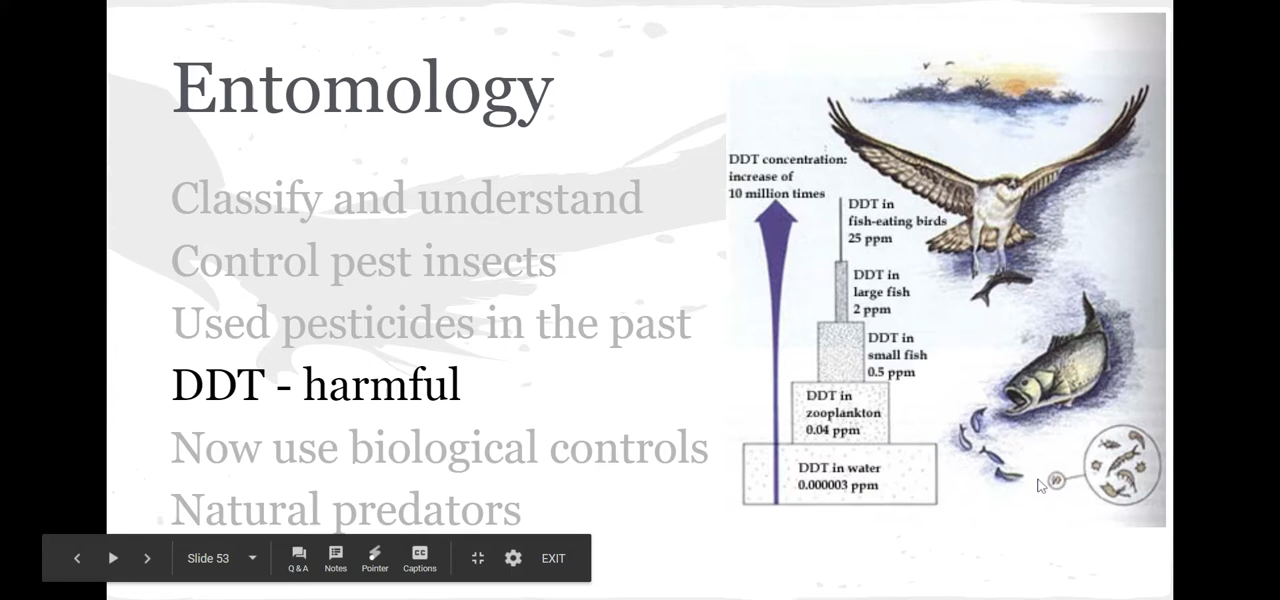 Entomology
Classify and understand
Control pest insects
Used pesticides in the past
DDT - harmful
Now use biological controls
Natural predators
DDT concentration:
increase of
10 million times
DDT in
fish-eating birds
25 ppm
DDT in
large fish
2 ppm
DDT in
small fish
0.5 ppm
DDT in
zooplankton
0.04 ppm
DDT in water
0.000003 ppm
Slide 53
Q & A
Notes
Pointer
CC
Captions
EXIT